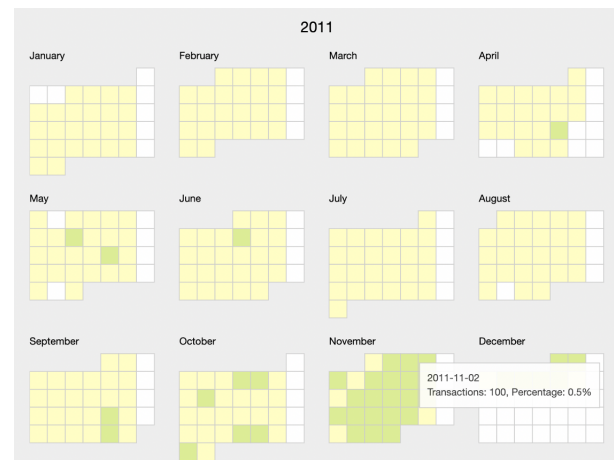 2011
January
February
March
April
May
June
July
August
September
October
November
December
2011-11-02
Transactions: 100, Percentage: 0.5%